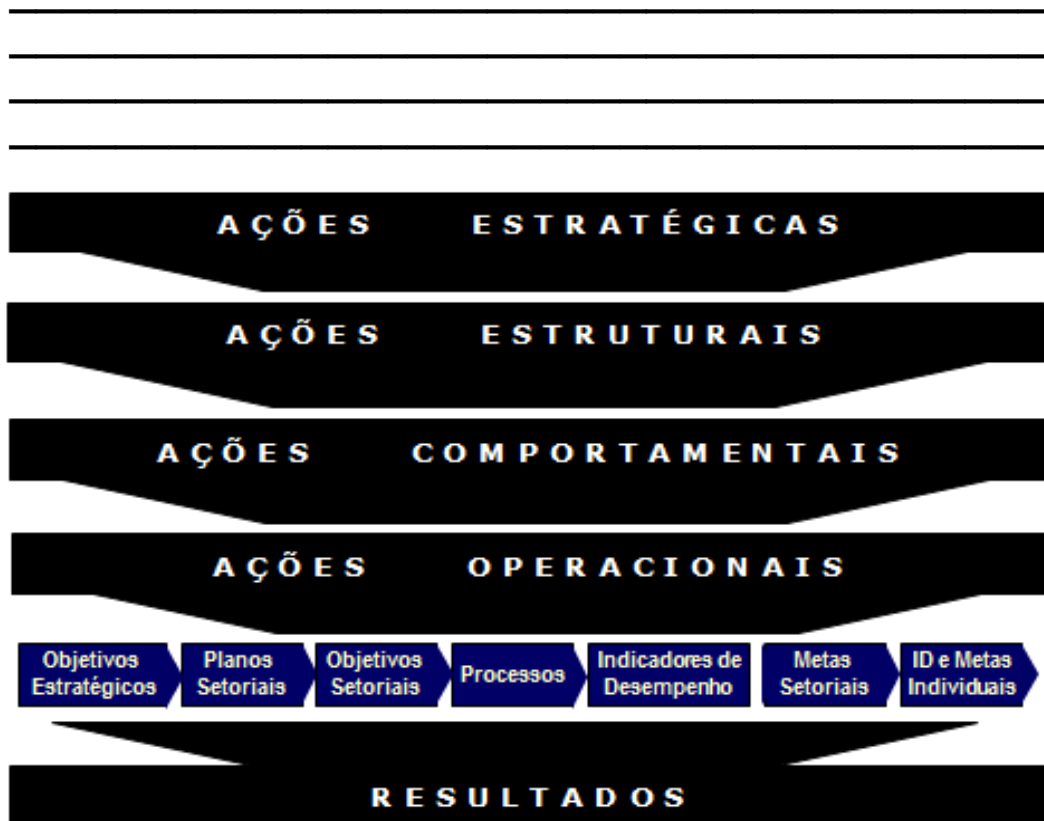 AÇÕES ESTRATÉGICAS
AÇÕES ESTRUTURAIS
AÇÕES COMPORTAMENTAIS
AÇÕES OPERACIONAIS
Objetivos
Estratégicos
Planos
Setoriais
Objetivos
Setoriais
Processos
Indicadores de
Desempenho
Metas
Setoriais
ID e Metas
Individuais
RESULTADOS